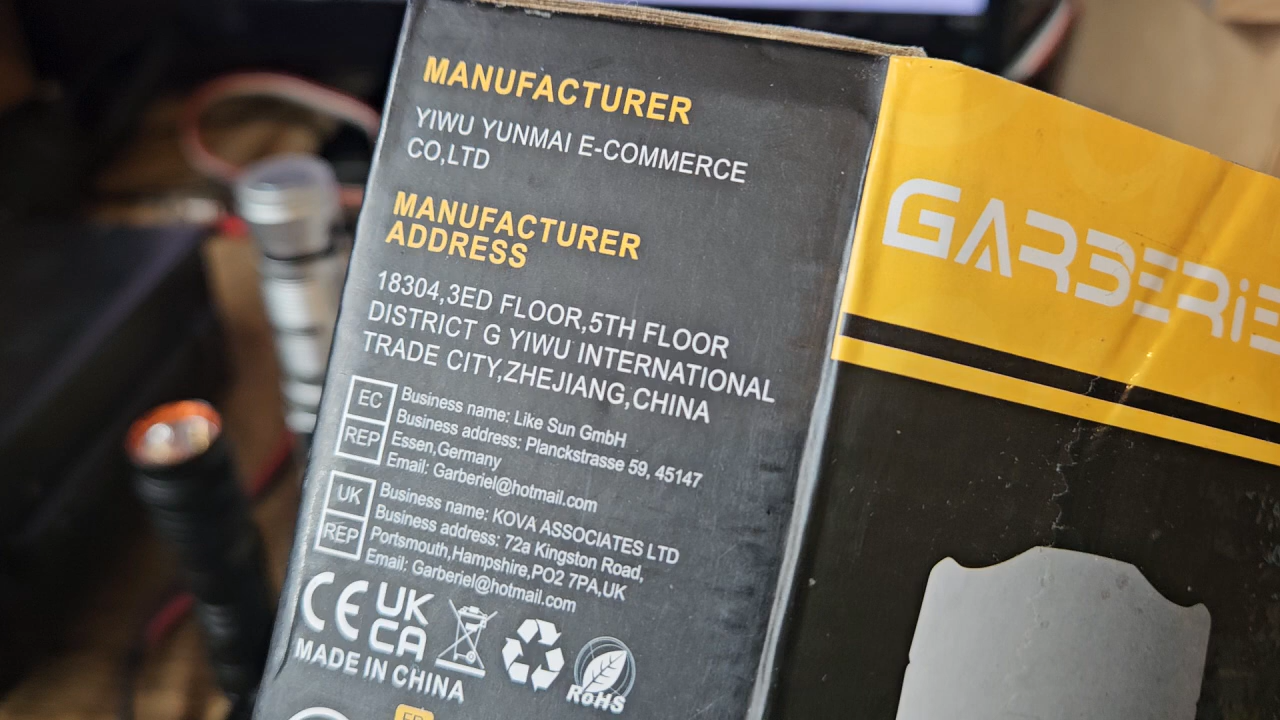 MANUFACTURER
YIWU YUNMAI E-COMMERCE
CO,LTD
MANUFACTURER
ADDRESS
18304,3ED FLOOR,5TH FLOOR
DISTRICT G YIWU INTERNATIONAL
TRADE CITY,ZHEJIANG,CHINA
EC
REP
Business name: Like Sun GmbH
Business address: Planckstrasse 59, 45147
Essen,Germany
Email: Garberiel@hotmail.com
UK
REP
Business name: KOVA ASSOCIATES LTD
Business address: 72a Kingston Road,
Portsmouth,Hampshire,PO2 7PA,UK
Email: Garberiel@hotmail.com
CE
UK
CA
RoHS
MADE IN CHINA
GARBERiE